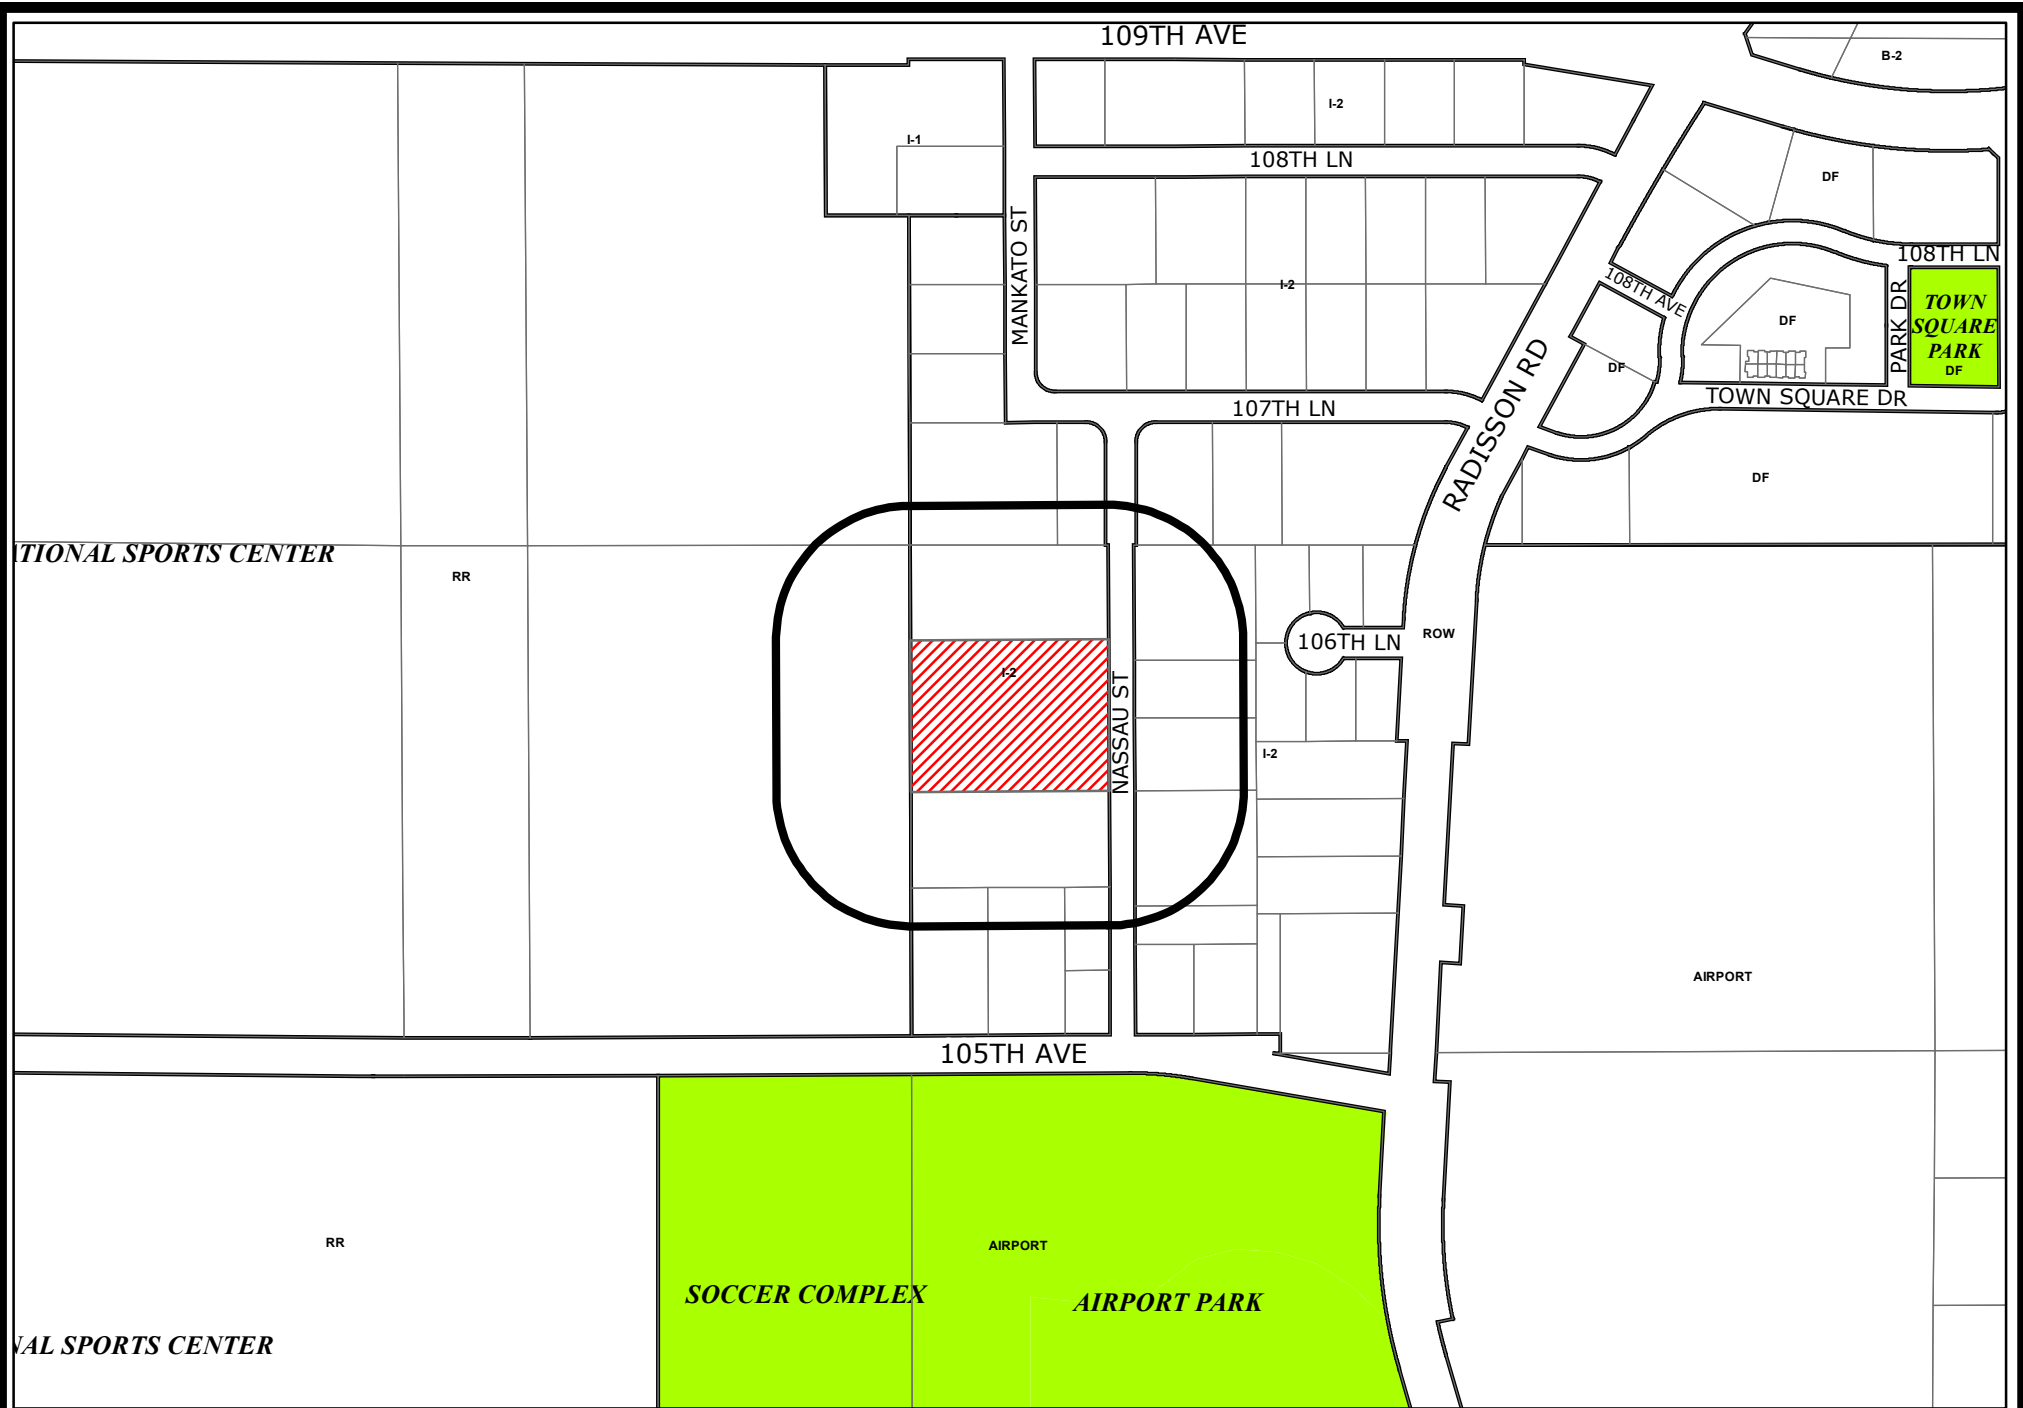 109TH AVE
B-2
I-2
I-1
108TH LN
DF
MANKATO ST
108TH LN
108TH AVE
I-2
PARK DR
TOWN
SQUARE
PARK
DF
DF
DF
RADISSON RD
TOWN SQUARE DR
107TH LN
DF
ATIONAL SPORTS CENTER
RR
ROW
106TH LN
I-2
NASSAU ST
I-2
AIRPORT
105TH AVE
RR
AIRPORT
SOCCER COMPLEX
AIRPORT PARK
NAL SPORTS CENTER